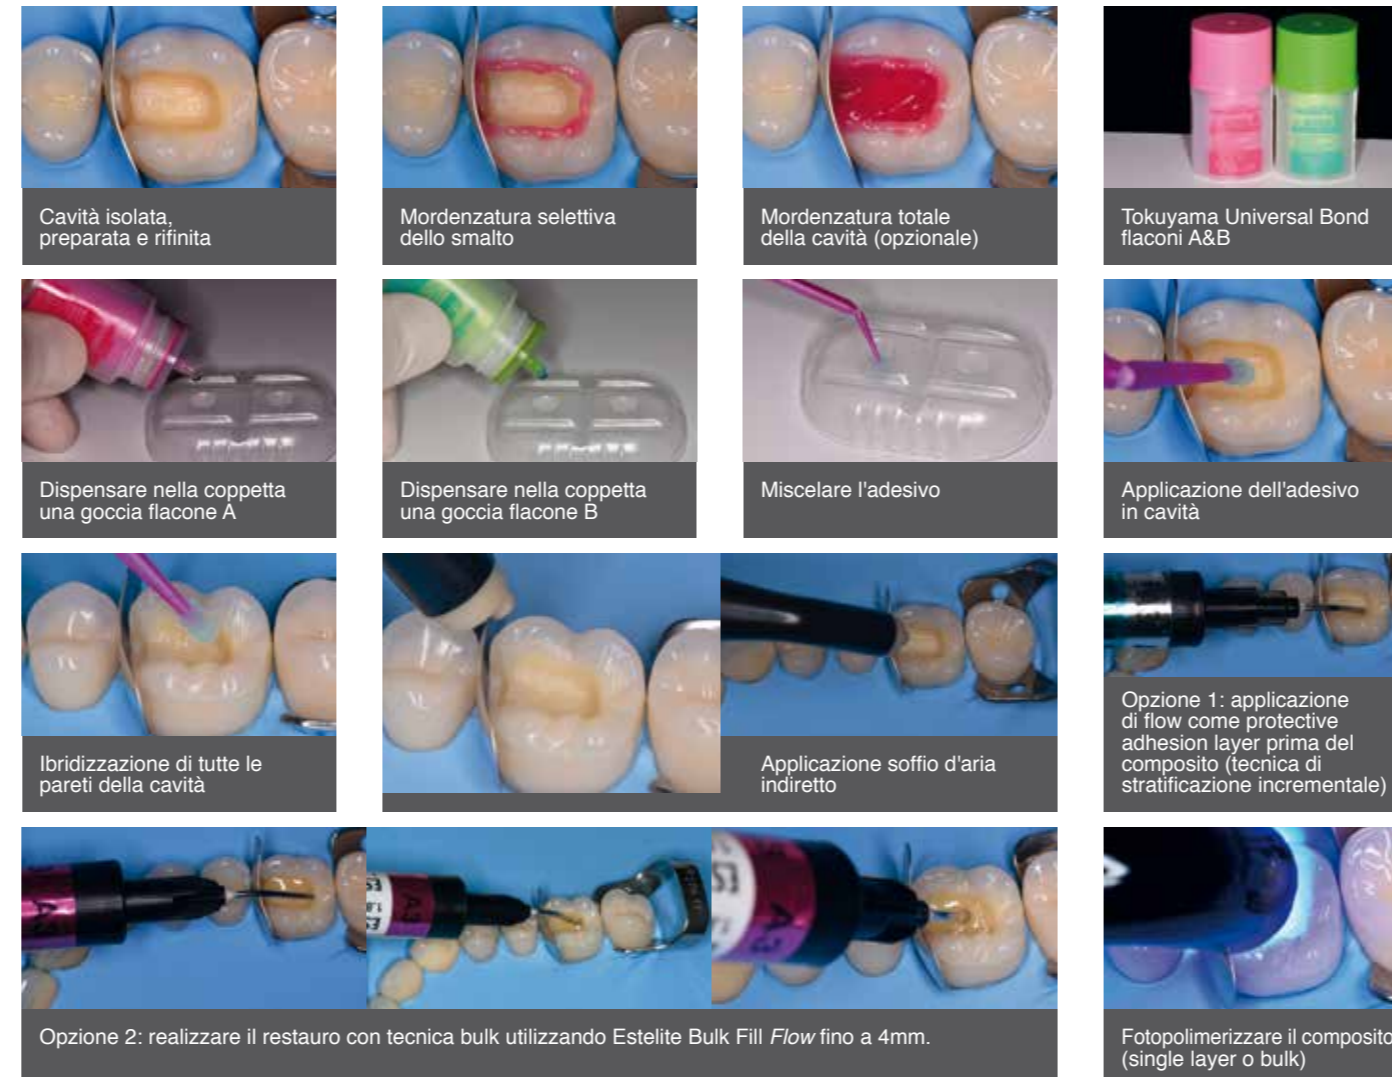 Cavità isolata,
preparata e rifinita
Mordenzatura selettiva
dello smalto
Mordenzatura totale
della cavità (opzionale)
Tokuyama Universal Bond
flaconi A&B
Dispensare nella coppetta
una goccia flacone A
Dispensare nella coppetta
una goccia flacone B
Miscelare l'adesivo
Applicazione dell'adesivo
in cavità
Ibridizzazione di tutte le
pareti della cavità
Applicazione soffio d'aria
indiretto
Opzione 1: applicazione
di flow come protective
adhesion layer prima del
composito (tecnica di
stratificazione incrementale)
A3
A3
ES
A3
Opzione 2: realizzare il restauro con tecnica bulk utilizzando Estelite Bulk Fill Flow fino a 4mm.
Fotopolimerizzare il composito
(single layer o bulk)